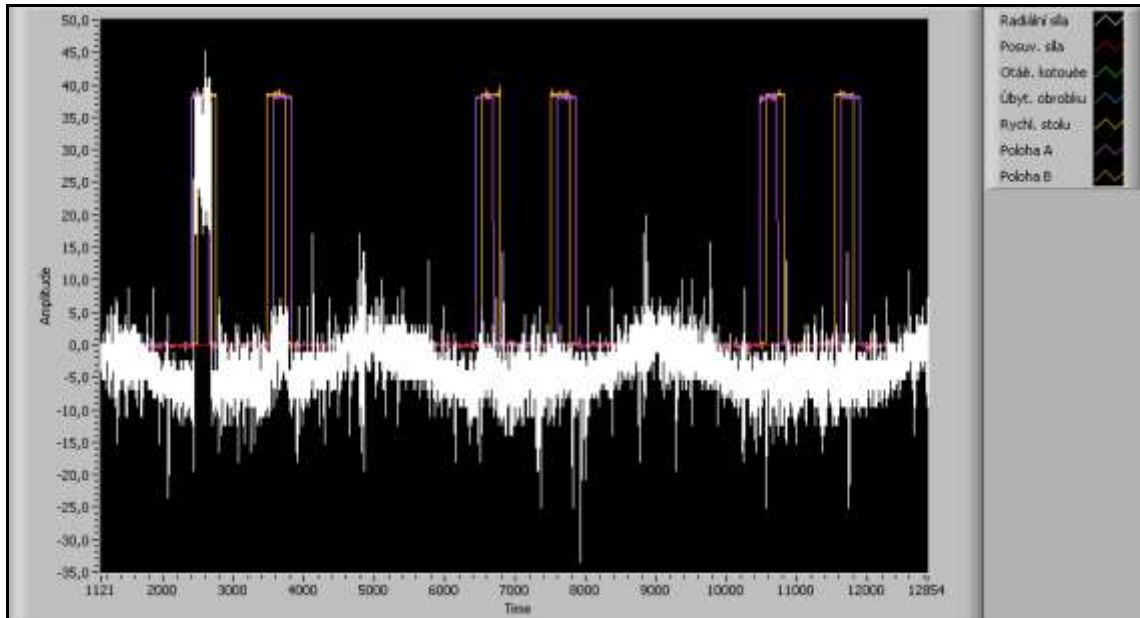 50,0
45,0
40,0
35,0
30,0
25,0
20,0
15,0
10,0
5,0
0,0
-5,0
-10,0
-15,0
-20,0
-25,0
-30,0
-35,0
Amplitude
1121 2000 3000 4000 5000 6000 7000 8000 9000 10000 11000 12000 12854
Time
Radiální síla
Posuv. síla
Otáč. kotouče
Úbyt. obrobku
Rychl. stolu
Poloha A
Poloha B